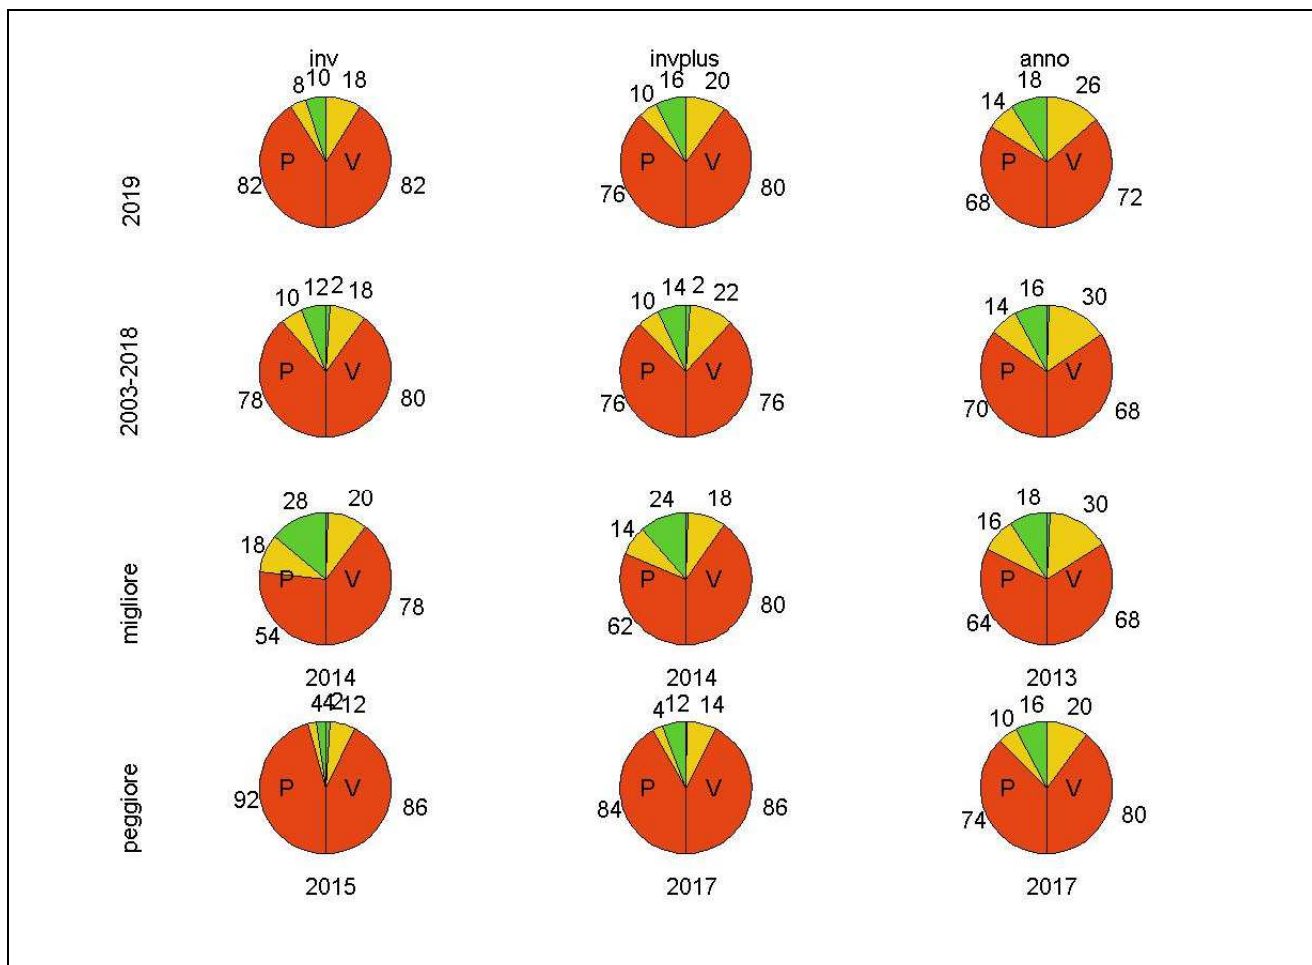 inv invplus anno
8 10 18 10 16 20 14 18 26
P V P V P V
2019
82 82 76 80 68 72
10 12 2 18 10 14 2 22 14 16 30
P V P V P V
2003-2018
78 80 76 76 70 68
28 20 24 18 18 30
18 14 16
P V P V P V
migliore
54 78 62 80 64 68
2014 2014 2013
4 4 2 12 4 12 14 10 16 20
P V P V P V
peggiore
92 86 84 86 74 80
2015 2017 2017